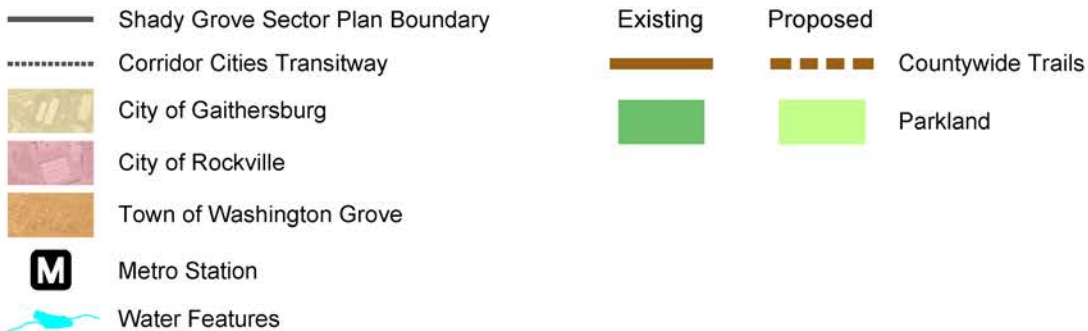 Shady Grove Sector Plan Boundary
Existing Proposed
Corridor Cities Transitway
Countywide Trails
City of Gaithersburg
Parkland
City of Rockville
Town of Washington Grove
M Metro Station
Water Features